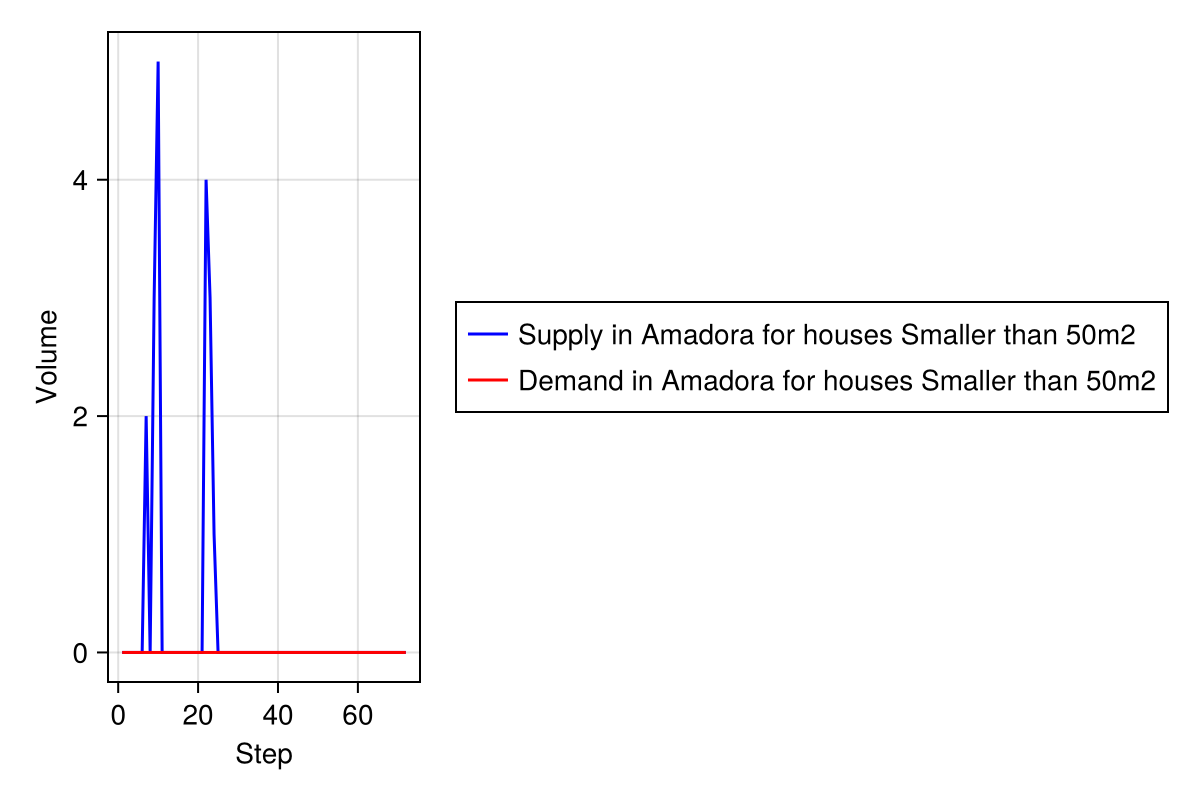 Volume
4
2
0
0 20 40 60
Step
Supply in Amadora for houses Smaller than 50m2
Demand in Amadora for houses Smaller than 50m2